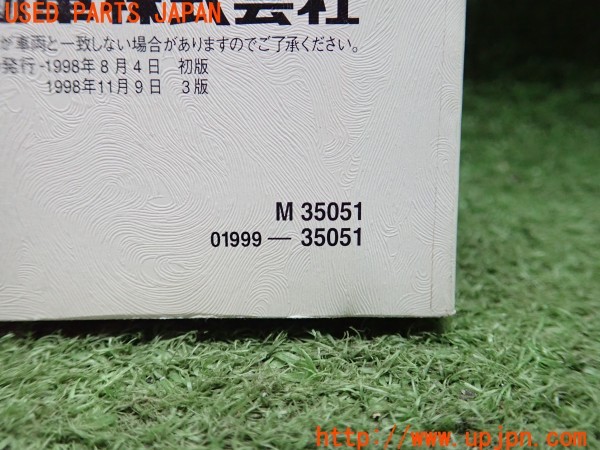 USED PARTS JAPAN
式会社
が車両と一致しない場合がありますのでご了承ください。
発行-1998年8月4日 初版
1998年11月9日 3版
M 35051
01999 — 35051
http://www.upjpn.com/